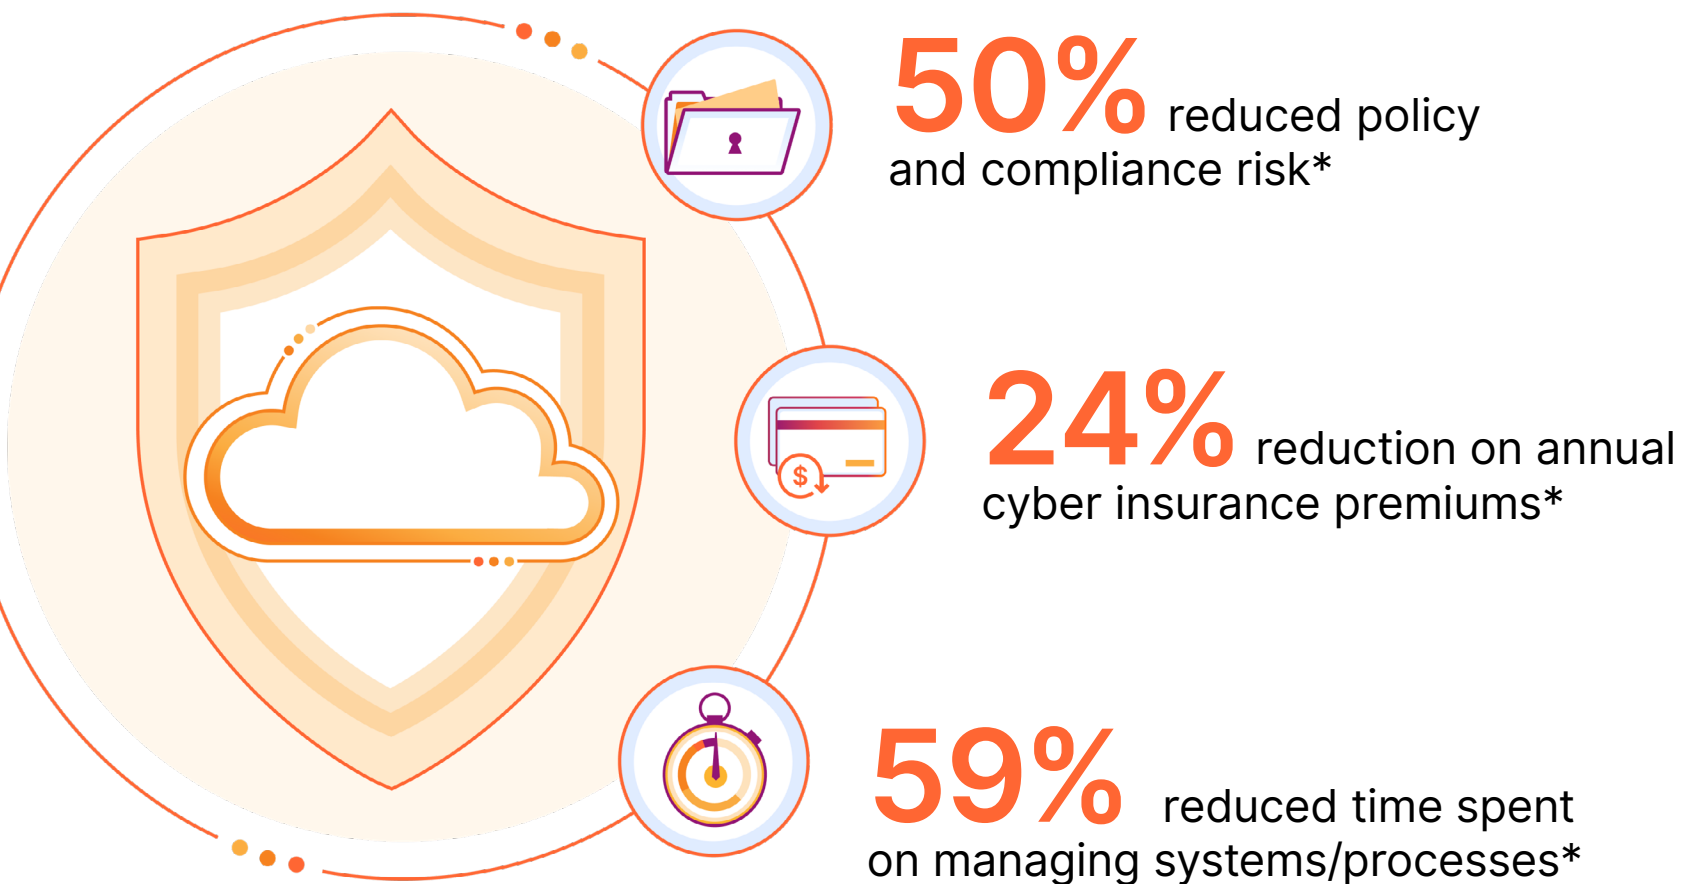 50% reduced policy
and compliance risk*
$
24% reduction on annual
cyber insurance premiums*
59% reduced time spent
on managing systems/processes*